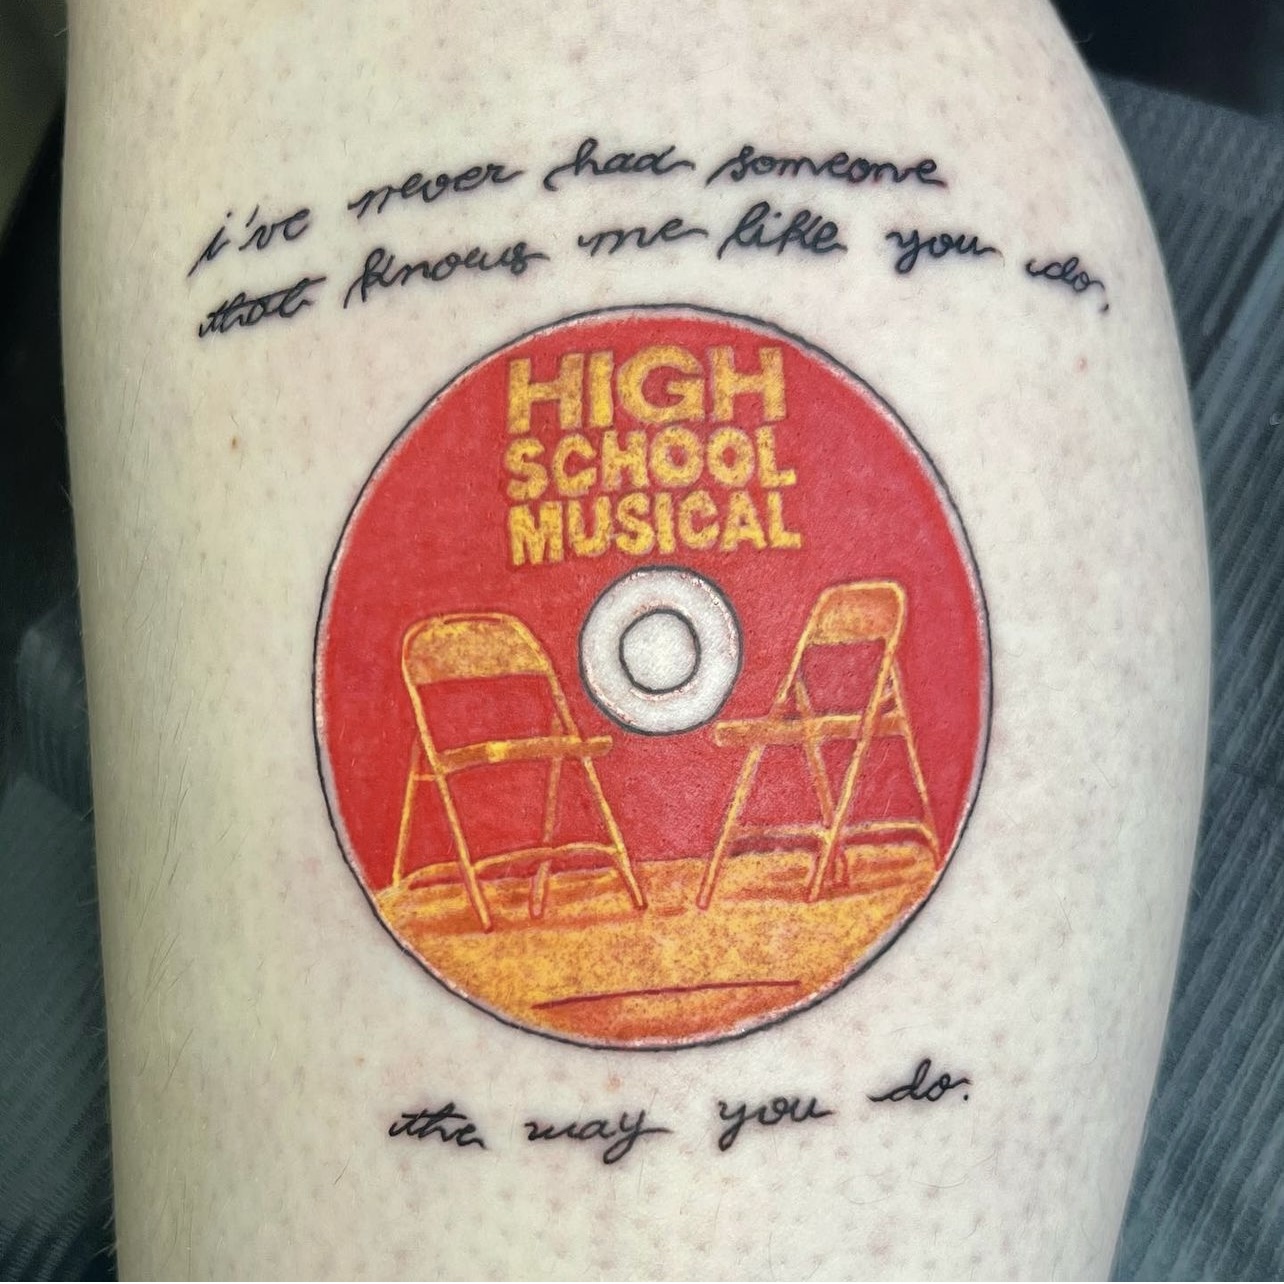 i've never had someone
that knows me like you do,
HIGH
SCHOOL
MUSICAL
the way you do.